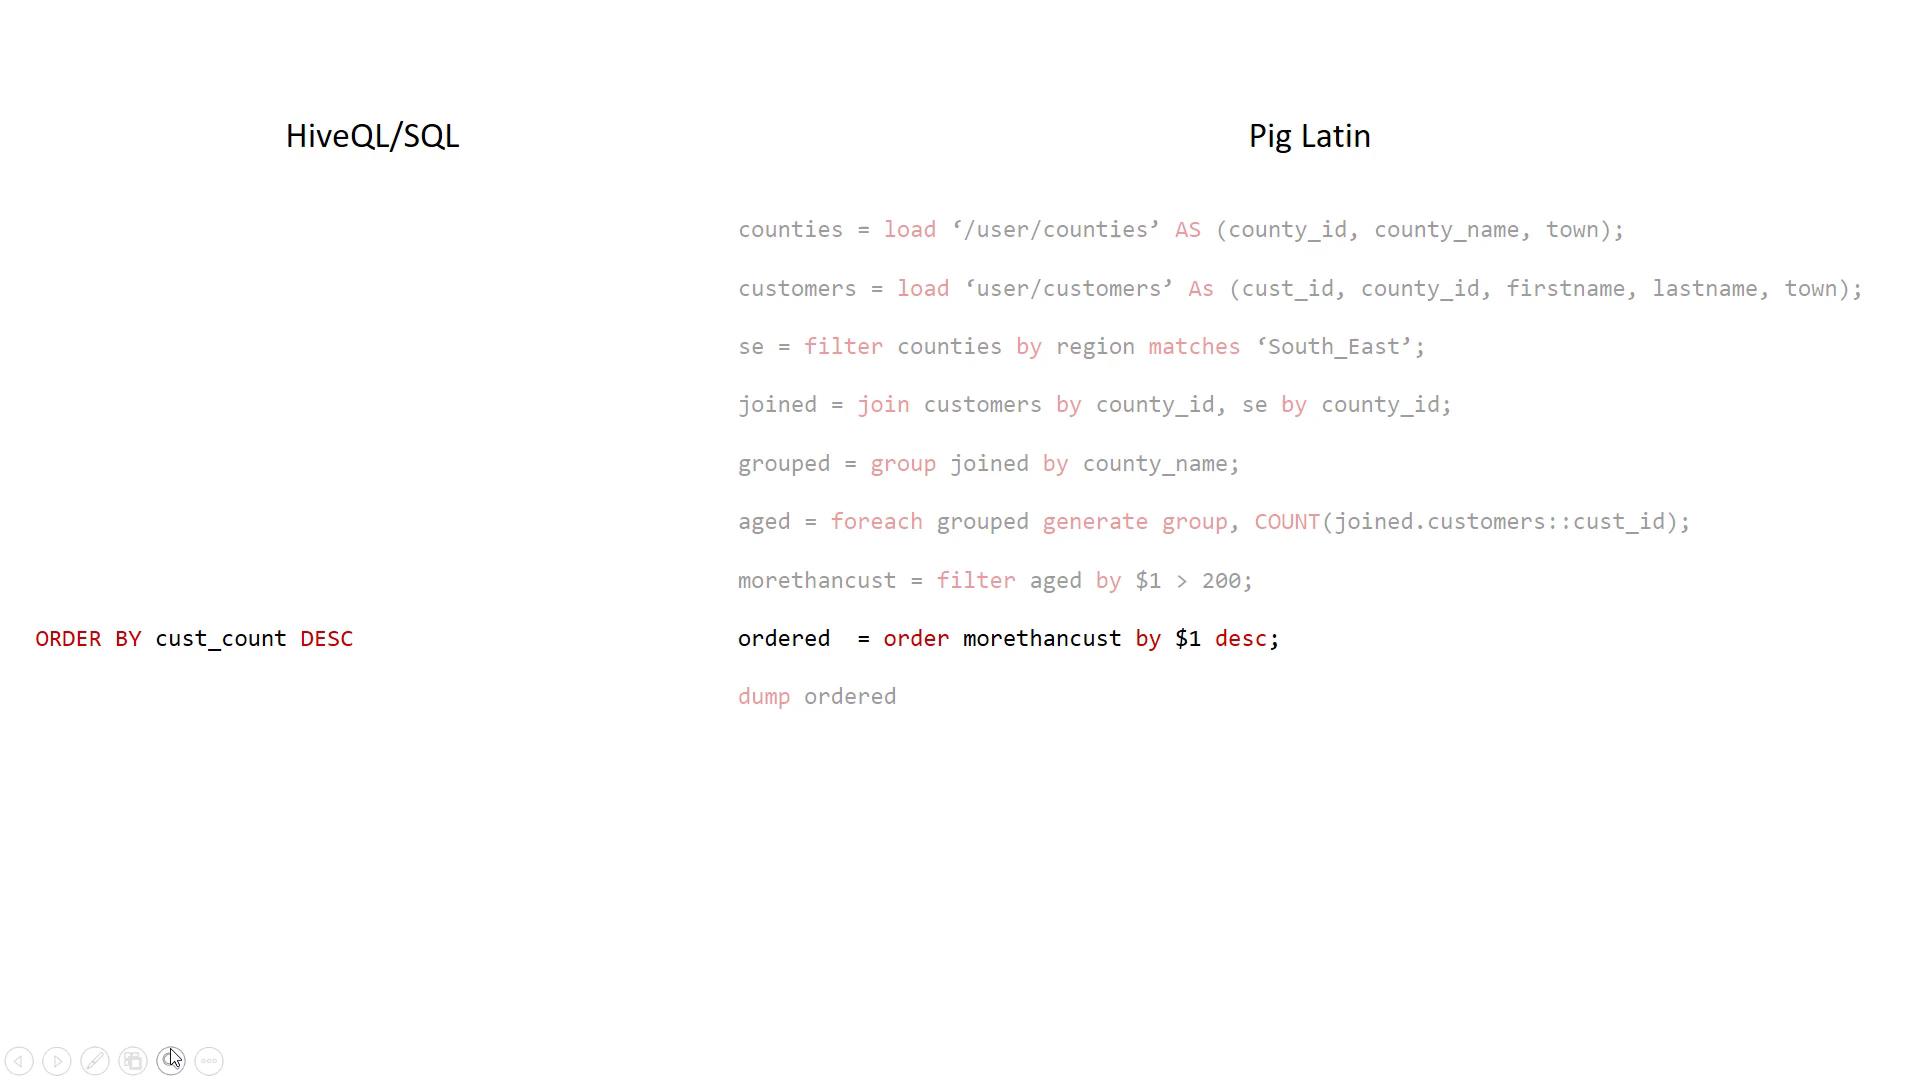 HiveQL/SQL
Pig Latin
counties = load ‘/user/counties’ AS (county_id, county_name, town);
customers = load ‘user/customers’ As (cust_id, county_id, firstname, lastname, town);
se = filter counties by region matches ‘South_East’;
joined = join customers by county_id, se by county_id;
grouped = group joined by county_name;
aged = foreach grouped generate group, COUNT(joined.customers::cust_id);
morethancust = filter aged by $1 > 200;
ORDER BY cust_count DESC
ordered  = order morethancust by $1 desc;
dump ordered